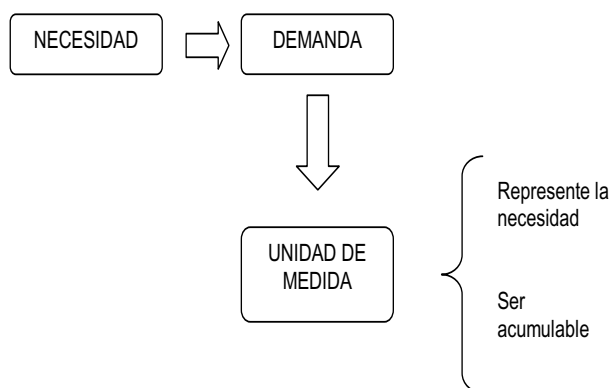 NECESIDAD
DEMANDA
UNIDAD DE
MEDIDA
Represente la
necesidad
Ser
acumulable